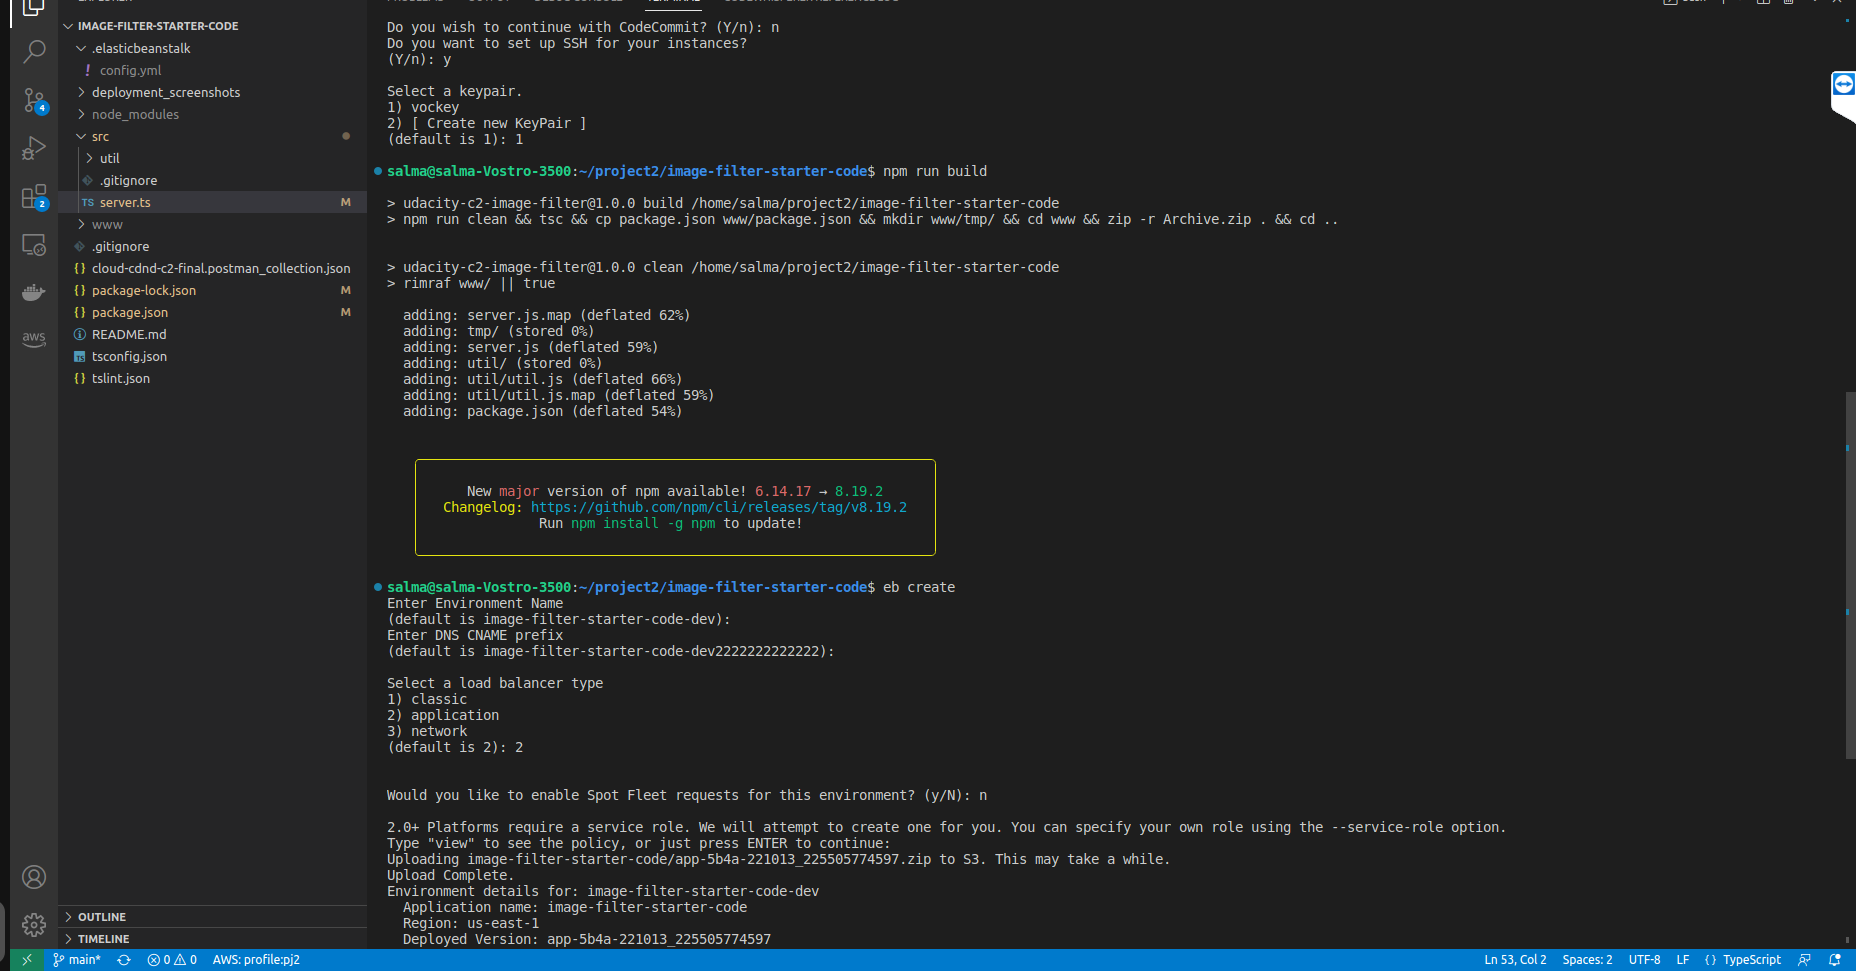 IMAGE-FILTER-STARTER-CODE
.elasticbeanstalk
! config.yml
deployment_screenshots
node_modules
src
util
.gitignore
TS server.ts M
www
.gitignore
{} cloud-cdnd-c2-final.postman_collection.json
{} package-lock.json M
{} package.json M
README.md
TS tsconfig.json
{} tslint.json
OUTLINE
TIMELINE
4
2
aws
Do you wish to continue with CodeCommit? (Y/n): n
Do you want to set up SSH for your instances?
(Y/n): y
Select a keypair.
1) vockey
2) [ Create new KeyPair ]
(default is 1): 1
salma@salma-Vostro-3500:~/project2/image-filter-starter-code$ npm run build
> udacity-c2-image-filter@1.0.0 build /home/salma/project2/image-filter-starter-code
> npm run clean && tsc && cp package.json www/package.json && mkdir www/tmp/ && cd www && zip -r Archive.zip . && cd ..
> udacity-c2-image-filter@1.0.0 clean /home/salma/project2/image-filter-starter-code
> rimraf www/ || true
adding: server.js.map (deflated 62%)
adding: tmp/ (stored 0%)
adding: server.js (deflated 59%)
adding: util/ (stored 0%)
adding: util/util.js (deflated 66%)
adding: util/util.js.map (deflated 59%)
adding: package.json (deflated 54%)
New major version of npm available! 6.14.17 → 8.19.2
Changelog: https://github.com/npm/cli/releases/tag/v8.19.2
Run npm install -g npm to update!
salma@salma-Vostro-3500:~/project2/image-filter-starter-code$ eb create
Enter Environment Name
(default is image-filter-starter-code-dev):
Enter DNS CNAME prefix
(default is image-filter-starter-code-dev2222222222222):
Select a load balancer type
1) classic
2) application
3) network
(default is 2): 2
Would you like to enable Spot Fleet requests for this environment? (y/N): n
2.0+ Platforms require a service role. We will attempt to create one for you. You can specify your own role using the --service-role option.
Type "view" to see the policy, or just press ENTER to continue:
Uploading image-filter-starter-code/app-5b4a-221013_225505774597.zip to S3. This may take a while.
Upload Complete.
Environment details for: image-filter-starter-code-dev
Application name: image-filter-starter-code
Region: us-east-1
Deployed Version: app-5b4a-221013_225505774597
main* 0 0 AWS: profile:pj2 Ln 53, Col 2 Spaces: 2 UTF-8 LF {} TypeScript